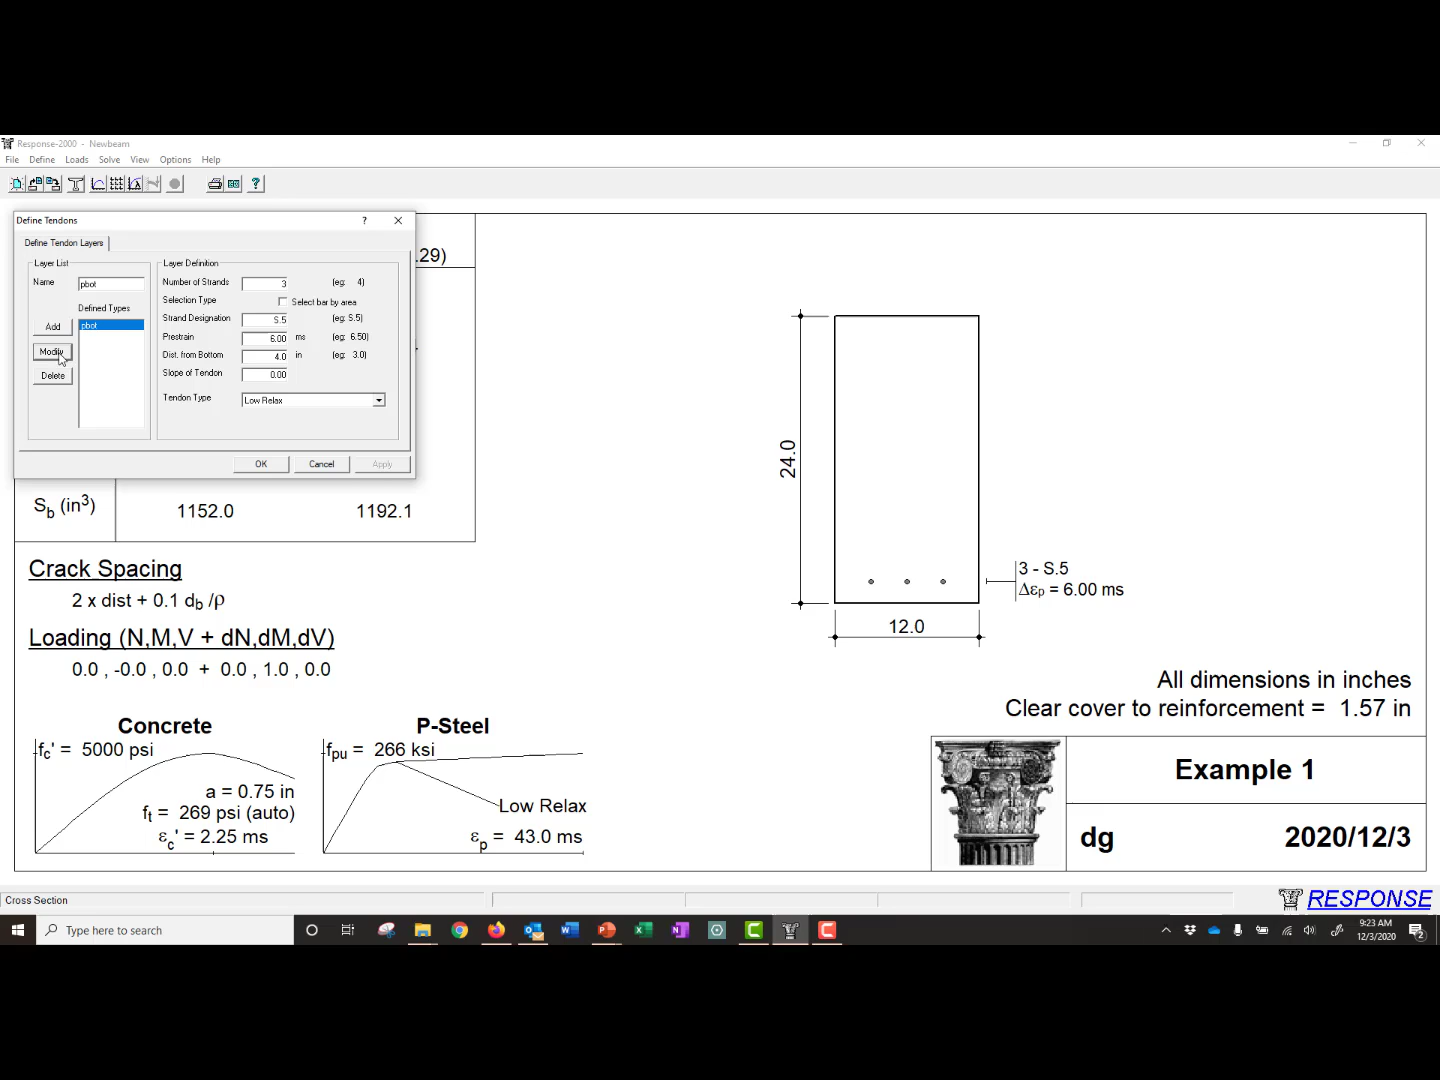 Response-2000 - Newbeam
File Define Loads Solve View Options Help
Define Tendons
? 
Define Tendon Layers
Layer List
Name pbot
Defined Types
pbot
Add
Modify
Delete
Layer Definition
Number of Strands 3 (eg: 4)
Selection Type Select bar by area
Strand Designation S.5 (eg: S.5)
Prestrain 6.00 ms (eg: 6.50)
Dist. from Bottom 4.0 in (eg: 3.0)
Slope of Tendon 0.00
Tendon Type Low Relax
OK Cancel Apply
.29)
Sb (in3) 1152.0 1192.1
Crack Spacing
2 x dist + 0.1 db /ρ
Loading (N,M,V + dN,dM,dV)
0.0 , -0.0 , 0.0 + 0.0 , 1.0 , 0.0
Concrete
fc' = 5000 psi
a = 0.75 in
ft = 269 psi (auto)
εc' = 2.25 ms
P-Steel
fpu = 266 ksi
Low Relax
εp = 43.0 ms
24.0
12.0
3 - S.5
Δεp = 6.00 ms
All dimensions in inches
Clear cover to reinforcement = 1.57 in
Example 1
dg 2020/12/3
Cross Section
RESPONSE
Type here to search
9:23 AM
12/3/2020
2